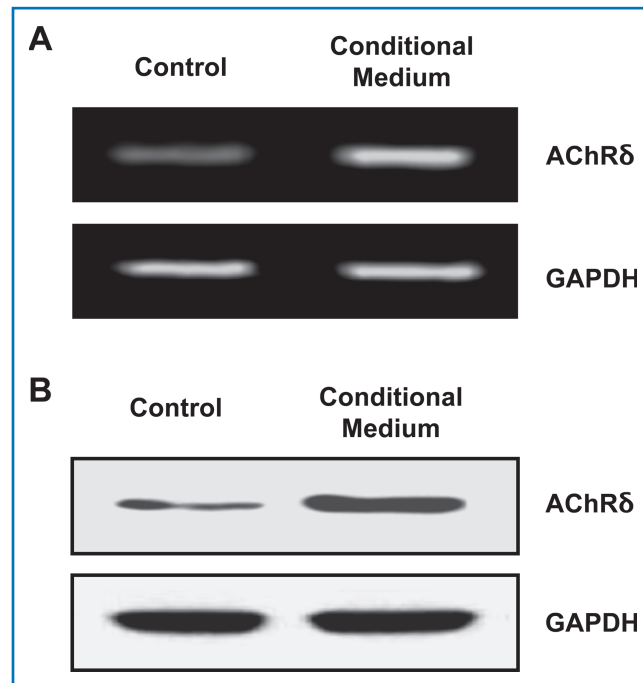 A
Control
Conditional
Medium
AChRδ
GAPDH
B
Control
Conditional
Medium
AChRδ
GAPDH